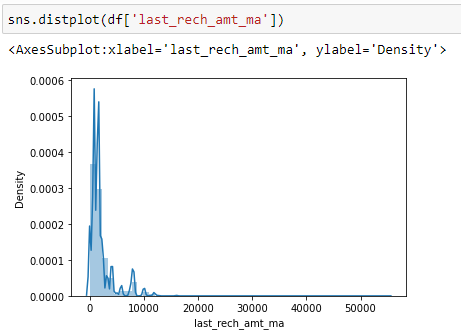 sns.distplot(df['last_rech_amt_ma'])
<AxesSubplot:xlabel='last_rech_amt_ma', ylabel='Density'>
0.0006
0.0005
0.0004
0.0003
0.0002
0.0001
0.0000
Density
0 10000 20000 30000 40000 50000
last_rech_amt_ma